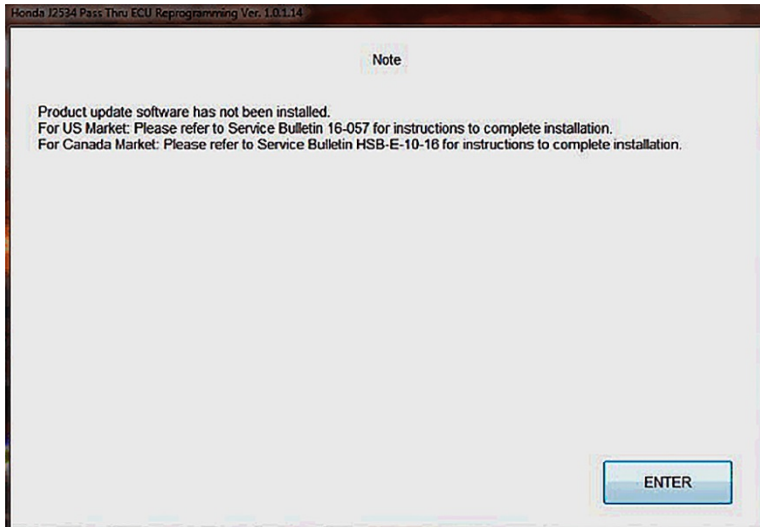 Honda J2534 Pass Thru ECU Reprogramming Ver. 1.0.1.14
Note
Product update software has not been installed.
For US Market: Please refer to Service Bulletin 16-057 for instructions to complete installation.
For Canada Market: Please refer to Service Bulletin HSB-E-10-16 for instructions to complete installation.
ENTER